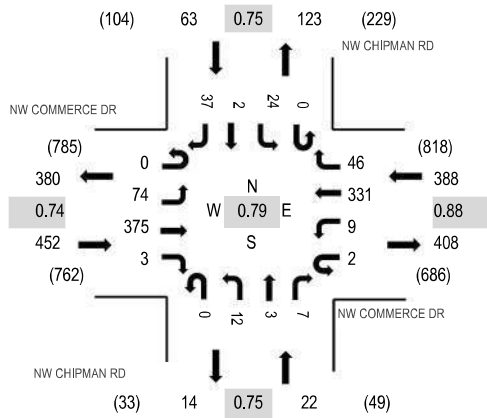 (104) 63 0.75 123 (229)
NW CHIPMAN RD
37 2 24 0
NW COMMERCE DR
(785) 0 46 (818)
380 388
74 N 331
0.74 W 0.79 E 0.88
375 9
452 S 408
3 2
(762) (686)
0 12 3 7
NW COMMERCE DR
NW CHIPMAN RD
(33) 14 0.75 22 (49)